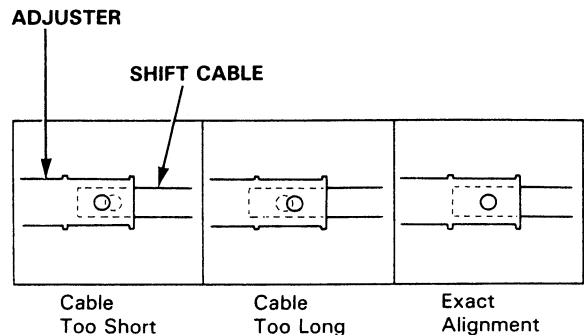 ADJUSTER
SHIFT CABLE
Cable
Too Short
Cable
Too Long
Exact
Alignment